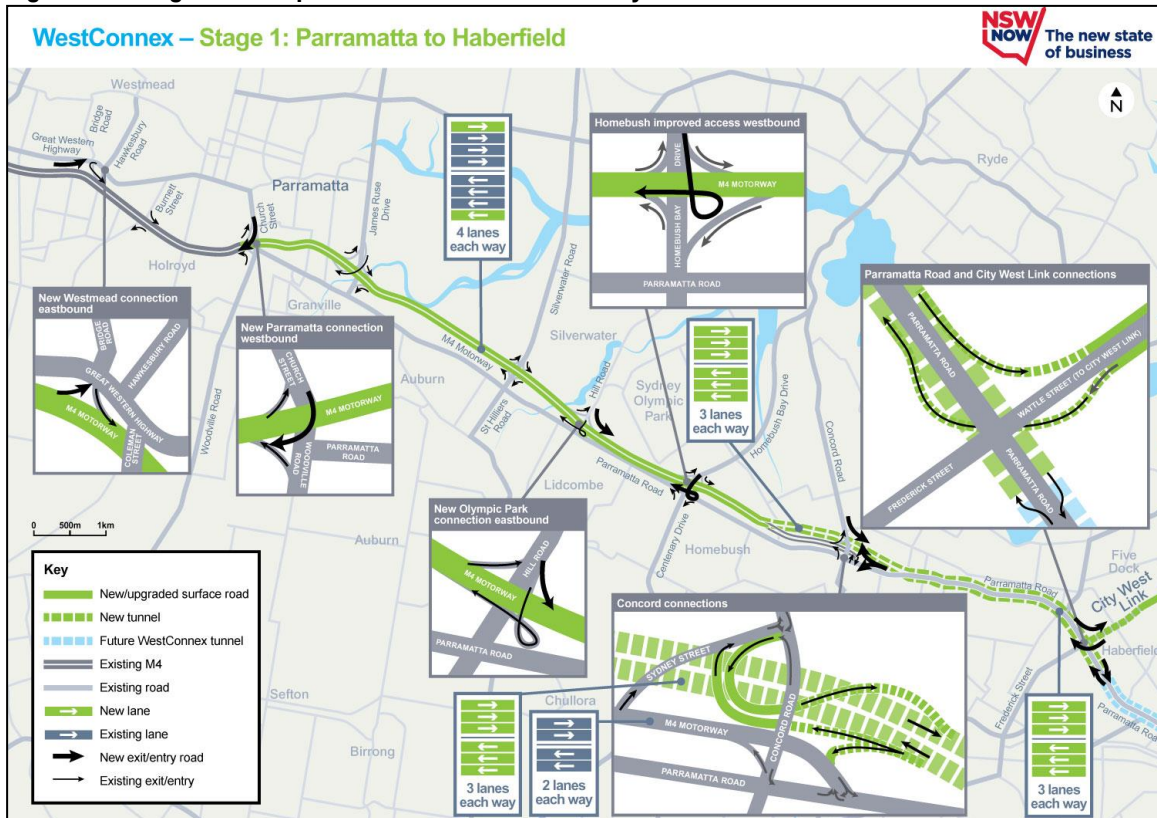 WestConnex – Stage 1: Parramatta to Haberfield
NSW
NOW
The new state
of business
N
Westmead
Bridge
Road
Hawkesbury
Road
Great Western
Highway
Burnett
Street
Parramatta
Church
Street
James Ruse
Drive
Holroyd
Granville
Woodville Road
Auburn
M4 Motorway
Silverwater Road
Silverwater
St Hilliers
Road
Hill Road
Sydney
Olympic
Park
Homebush Bay Drive
Lidcombe
Parramatta Road
Centenary Drive
Homebush
Concord Road
Ryde
Auburn
Sefton
Birrong
Chullora
Parramatta Road
Five
Dock
City West
Link
Haberfield
Frederick Street
Parramatta Road
4 lanes
each way
3 lanes
each way
3 lanes
each way
2 lanes
each way
3 lanes
each way
New Westmead connection
eastbound
BRIDGE
ROAD
HAWKESBURY ROAD
GREAT WESTERN HIGHWAY
M4 MOTORWAY
COLEMAN
STREET
New Parramatta connection
westbound
CHURCH
STREET
M4 MOTORWAY
PARRAMATTA
ROAD
WOODVILLE
ROAD
Homebush improved access westbound
DRIVE
M4 MOTORWAY
HOMEBUSH BAY
PARRAMATTA ROAD
New Olympic Park
connection eastbound
HILL ROAD
M4 MOTORWAY
PARRAMATTA ROAD
Parramatta Road and City West Link connections
PARRAMATTA ROAD
WATTLE STREET (TO CITY WEST LINK)
FREDERICK STREET
PARRAMATTA ROAD
Concord connections
SYDNEY STREET
M4 MOTORWAY
CONCORD ROAD
PARRAMATTA ROAD
0 500m 1km
Key
New/upgraded surface road
New tunnel
Future WestConnex tunnel
Existing M4
Existing road
New lane
Existing lane
New exit/entry road
Existing exit/entry